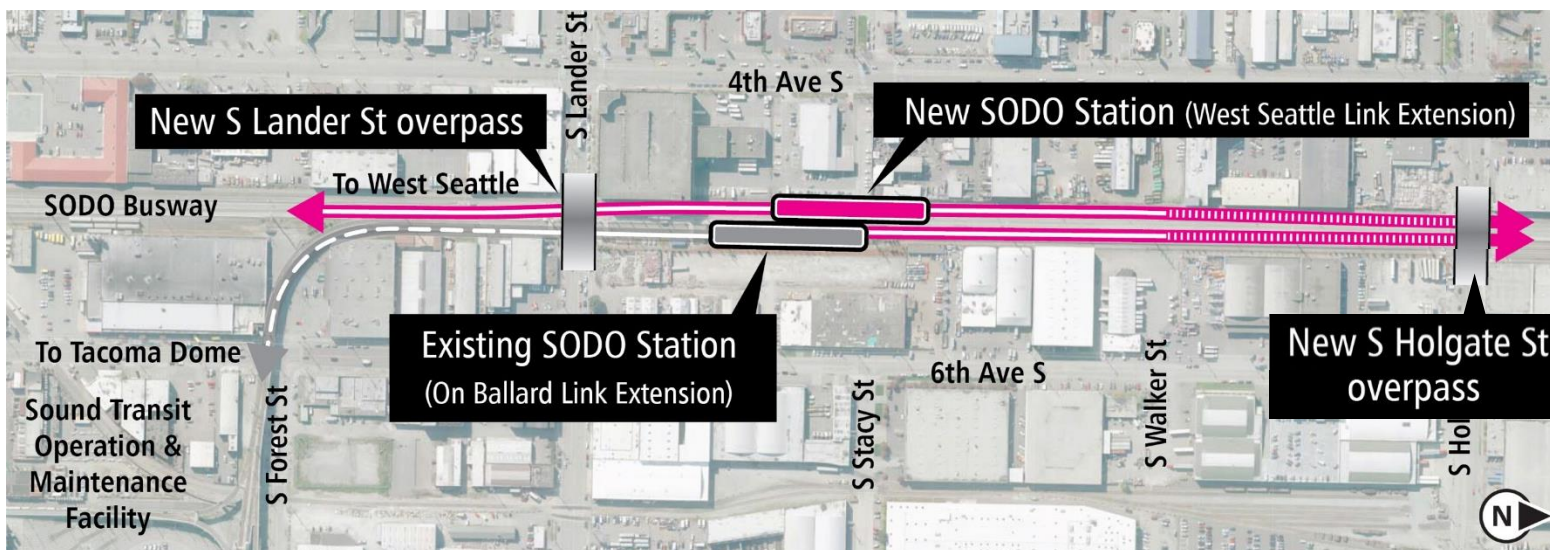 S Lander St
4th Ave S
New S Lander St overpass
New SODO Station (West Seattle Link Extension)
To West Seattle
SODO Busway
Existing SODO Station
(On Ballard Link Extension)
New S Holgate St
overpass
To Tacoma Dome
6th Ave S
Sound Transit
Operation &
Maintenance
Facility
S Forest St
S Stacy St
S Walker St
S Hol
N